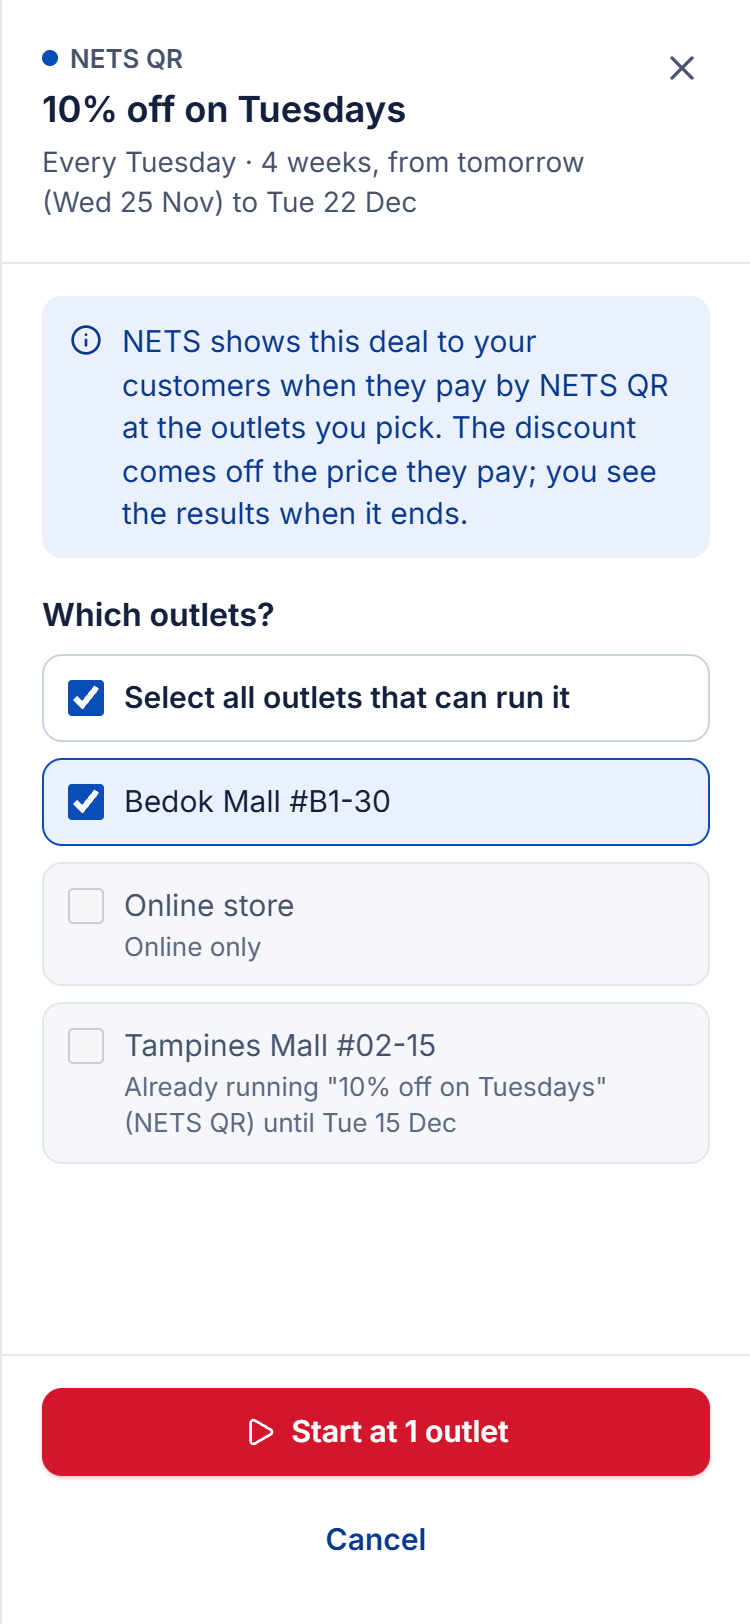 NETS QR
10% off on Tuesdays
Every Tuesday · 4 weeks, from tomorrow
(Wed 25 Nov) to Tue 22 Dec
NETS shows this deal to your
customers when they pay by NETS QR
at the outlets you pick. The discount
comes off the price they pay; you see
the results when it ends.
Which outlets?
Select all outlets that can run it
Bedok Mall #B1-30
Online store
Online only
Tampines Mall #02-15
Already running "10% off on Tuesdays"
(NETS QR) until Tue 15 Dec
Start at 1 outlet
Cancel